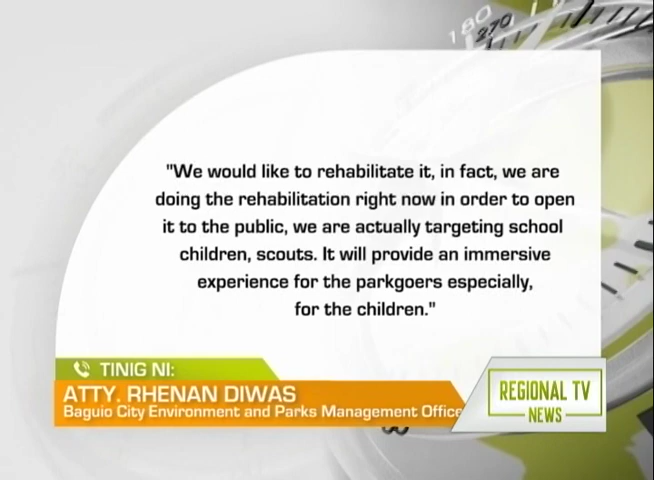 180
270
"We would like to rehabilitate it, in fact, we are
doing the rehabilitation right now in order to open
it to the public, we are actually targeting school
children, scouts. It will provide an immersive
experience for the parkgoers especially,
for the children."
TINIG NI:
ATTY. RHENAN DIWAS
Baguio City Environment and Parks Management Office
REGIONAL TV
NEWS